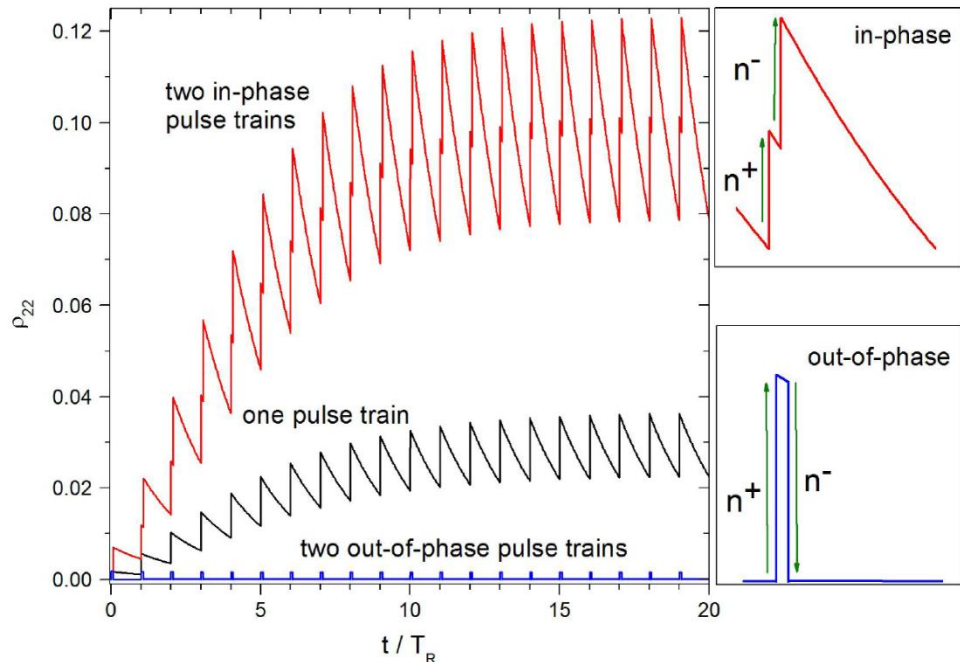 0.12
0.10
0.08
0.06
0.04
0.02
0.00
ρ₂₂
two in-phase
pulse trains
one pulse train
two out-of-phase pulse trains
0
5
10
15
20
t / T_R
in-phase
n⁻
n⁺
out-of-phase
n⁺
n⁻